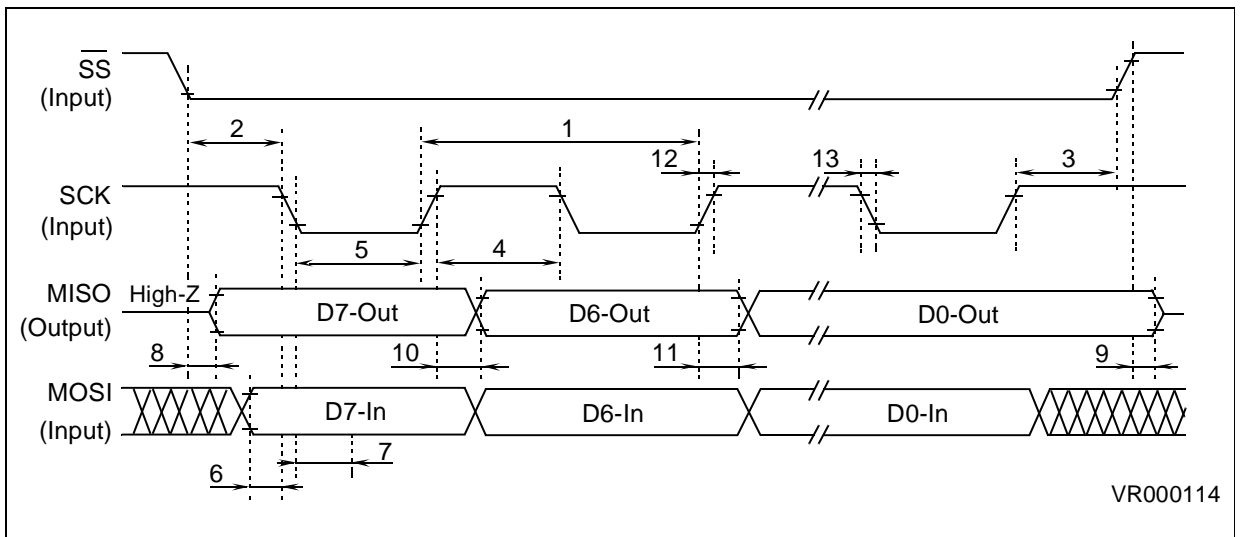 SS
(Input)
2
1
12
13
3
SCK
(Input)
5
4
MISO
High-Z
D7-Out
D6-Out
D0-Out
(Output)
8
10
11
9
MOSI
D7-In
D6-In
D0-In
(Input)
7
6
VR000114